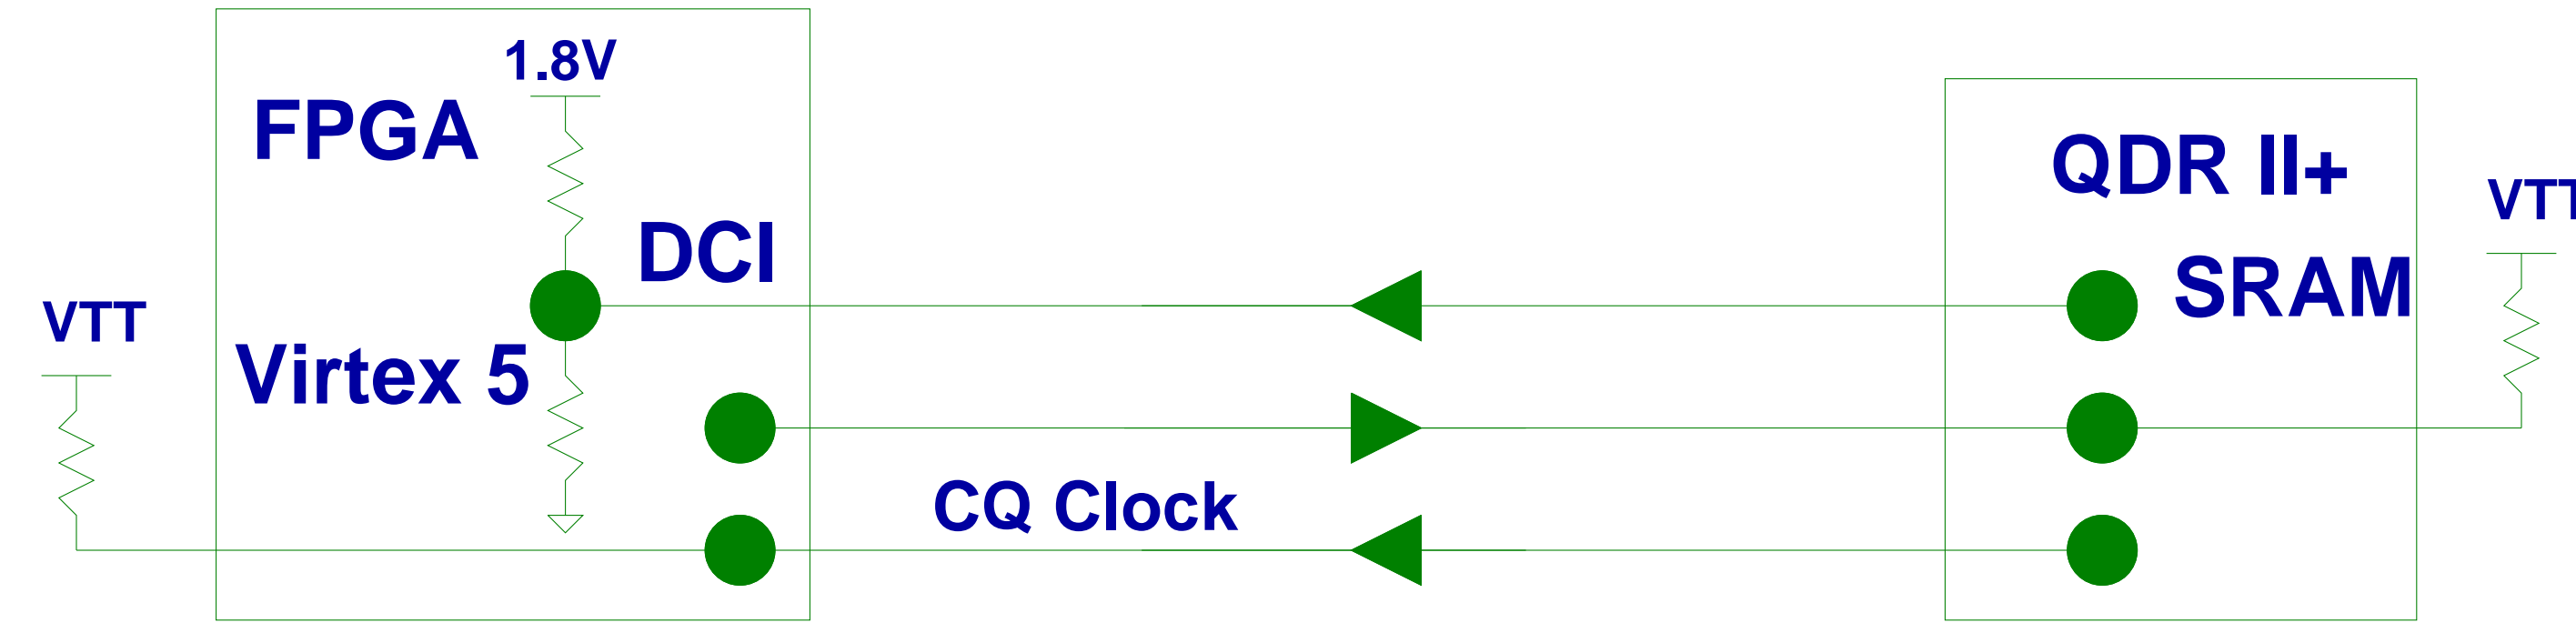 1.8V
FPGA
DCI
VTT
Virtex 5
CQ Clock
QDR II+
SRAM
VTT